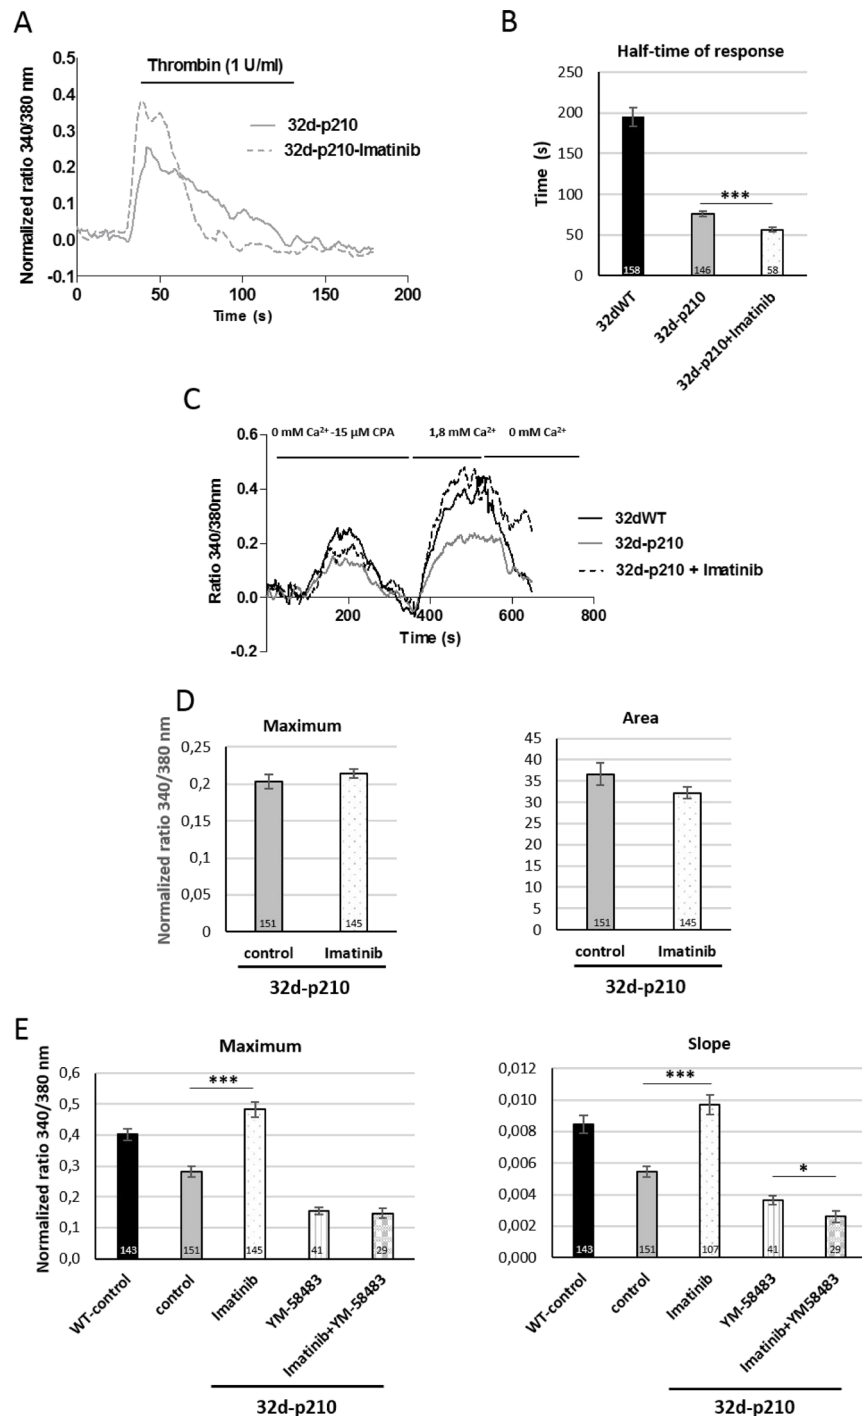 A
Thrombin (1 U/ml)
Normalized ratio 340/380 nm
0.5
0.4
0.3
0.2
0.1
0.0
-0.1
0
50
100
150
200
Time (s)
32d-p210
32d-p210-Imatinib
B
Half-time of response
Time (s)
250
200
150
100
50
0
***
158
146
58
32dWT
32d-p210
32d-p210+Imatinib
C
0 mM Ca²⁺ -15 µM CPA
1,8 mM Ca²⁺
0 mM Ca²⁺
Ratio 340/380nm
0.6
0.4
0.2
0.0
-0.2
200
400
600
800
Time (s)
32dWT
32d-p210
32d-p210 + Imatinib
D
Maximum
Normalized ratio 340/380 nm
0,25
0,2
0,15
0,1
0,05
0
151
145
control
Imatinib
32d-p210
Area
45
40
35
30
25
20
15
10
5
0
151
145
control
Imatinib
32d-p210
E
Maximum
Normalized ratio 340/380 nm
0,6
0,5
0,4
0,3
0,2
0,1
0,0
***
143
151
145
41
29
WT-control
control
Imatinib
YM-58483
Imatinib+YM-58483
32d-p210
Slope
0,012
0,010
0,008
0,006
0,004
0,002
0,000
***
*
143
151
107
41
29
WT-control
control
Imatinib
YM-58483
Imatinib+YM58483
32d-p210